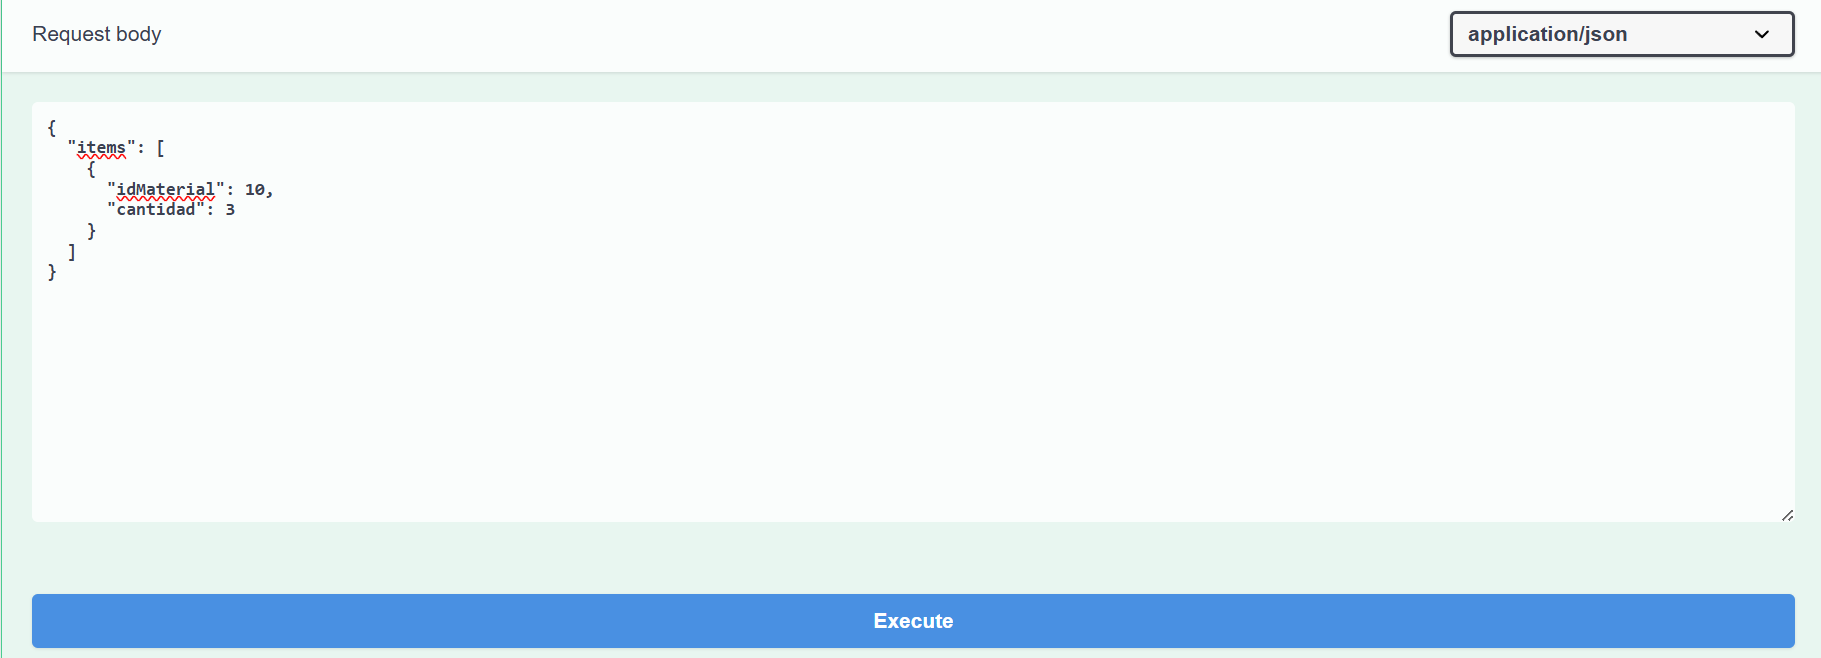 Request body
application/json
{
  "items": [
    {
      "idMaterial": 10,
      "cantidad": 3
    }
  ]
}
Execute